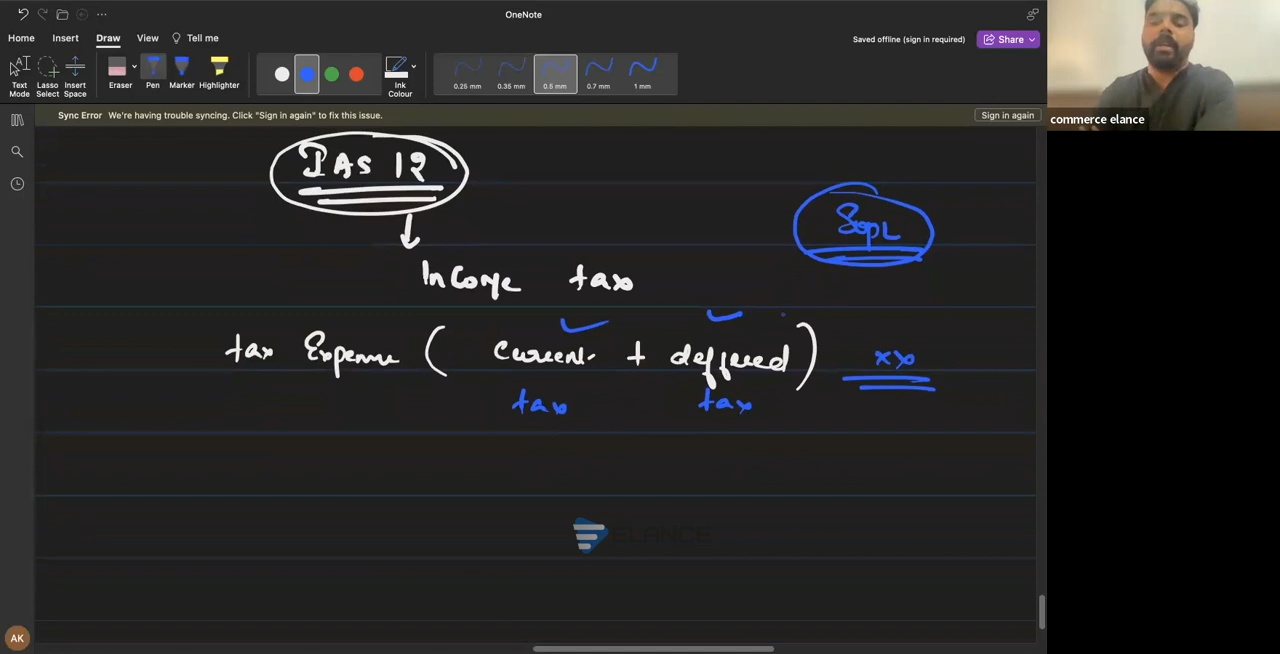 OneNote
Home Insert Draw View Tell me
Saved offline (sign in required) Share
Text Mode
Lasso Select
Insert Space
Eraser
Pen
Marker
Highlighter
Ink Colour
0.25 mm
0.35 mm
0.5 mm
0.7 mm
1 mm
commerce elance
Sync Error We're having trouble syncing. Click "Sign in again" to fix this issue. Sign in again
IAS 12
SOPL
Income tax
tax Expense ( Current + deffered ) xx
tax tax
ELANCE
AK